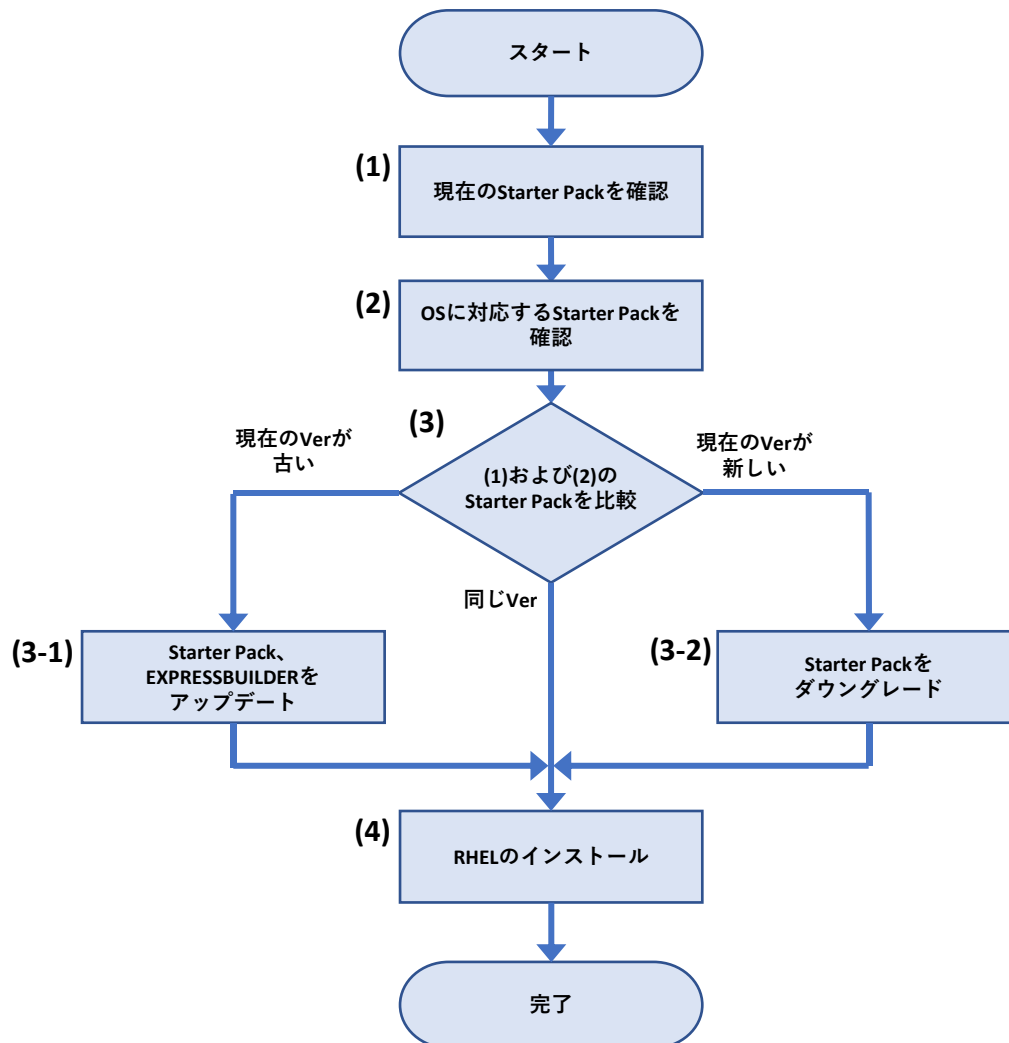 スタート
(1)
現在のStarter Packを確認
(2)
OSに対応するStarter Packを
確認
(3)
(1)および(2)の
Starter Packを比較
現在のVerが
古い
現在のVerが
新しい
同じVer
(3-1)
Starter Pack、
EXPRESSBUILDERを
アップデート
(3-2)
Starter Packを
ダウングレード
(4)
RHELのインストール
完了